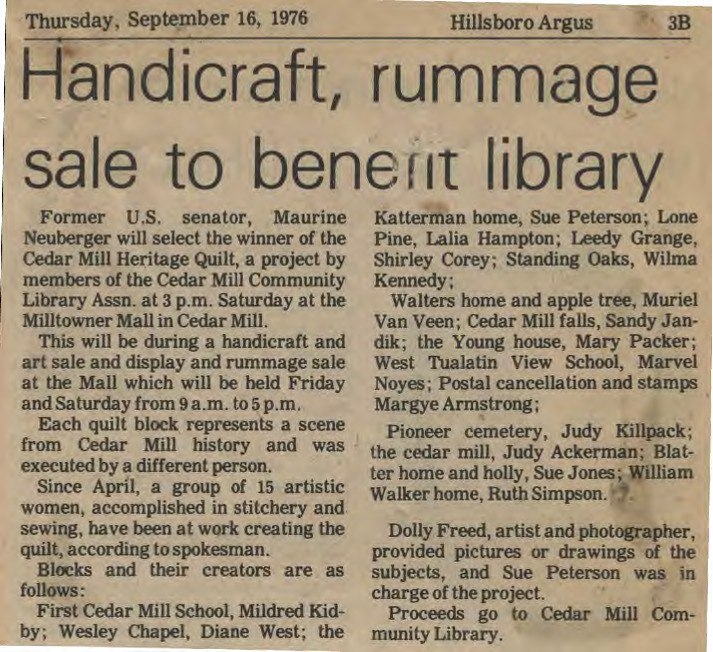 Thursday, September 16, 1976 Hillsboro Argus 3B
Handicraft, rummage
sale to benefit library
Former U.S. senator, Maurine
Neuberger will select the winner of the
Cedar Mill Heritage Quilt, a project by
members of the Cedar Mill Community
Library Assn. at 3 p.m. Saturday at the
Milltowner Mall in Cedar Mill.
This will be during a handicraft and
art sale and display and rummage sale
at the Mall which will be held Friday
and Saturday from 9 a.m. to 5 p.m.
Each quilt block represents a scene
from Cedar Mill history and was
executed by a different person.
Since April, a group of 15 artistic
women, accomplished in stitchery and
sewing, have been at work creating the
quilt, according to spokesman.
Blocks and their creators are as
follows:
First Cedar Mill School, Mildred Kid-
by; Wesley Chapel, Diane West; the
Katterman home, Sue Peterson; Lone
Pine, Lalia Hampton; Leedy Grange,
Shirley Corey; Standing Oaks, Wilma
Kennedy;
Walters home and apple tree, Muriel
Van Veen; Cedar Mill falls, Sandy Jan-
dik; the Young house, Mary Packer;
West Tualatin View School, Marvel
Noyes; Postal cancellation and stamps
Margye Armstrong;
Pioneer cemetery, Judy Killpack;
the cedar mill, Judy Ackerman; Blat-
ter home and holly, Sue Jones; William
Walker home, Ruth Simpson.
Dolly Freed, artist and photographer,
provided pictures or drawings of the
subjects, and Sue Peterson was in
charge of the project.
Proceeds go to Cedar Mill Com-
munity Library.